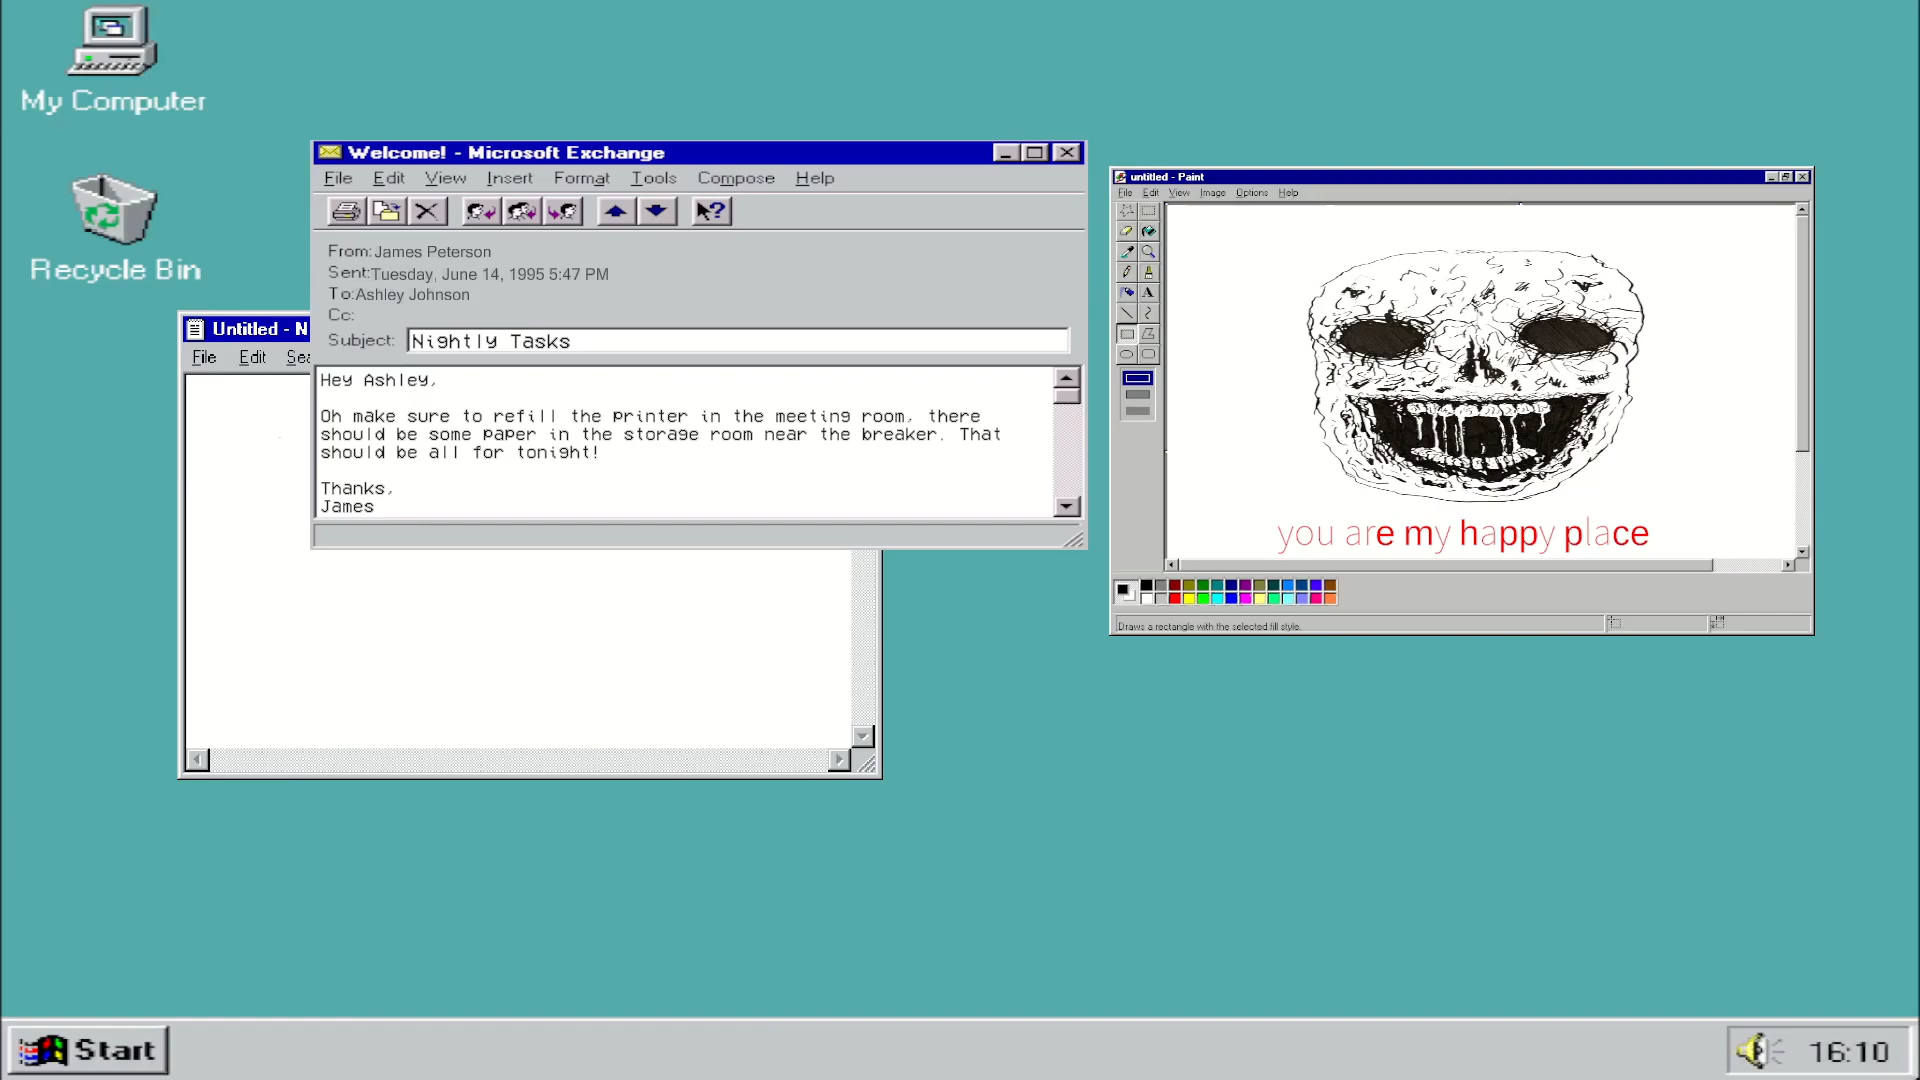 My Computer
Recycle Bin
Welcome! - Microsoft Exchange
File Edit View Insert Format Tools Compose Help
From: James Peterson
Sent: Tuesday, June 14, 1995 5:47 PM
To: Ashley Johnson
Cc:
Subject: Nightly Tasks
Hey Ashley,
Oh make sure to refill the printer in the meeting room, there
should be some paper in the storage room near the breaker. That
should be all for tonight!
Thanks,
James
Untitled - N
File Edit Sea
untitled - Paint
File Edit View Image Options Help
A
you are my happy place
Draws a rectangle with the selected fill style.
Start
16:10